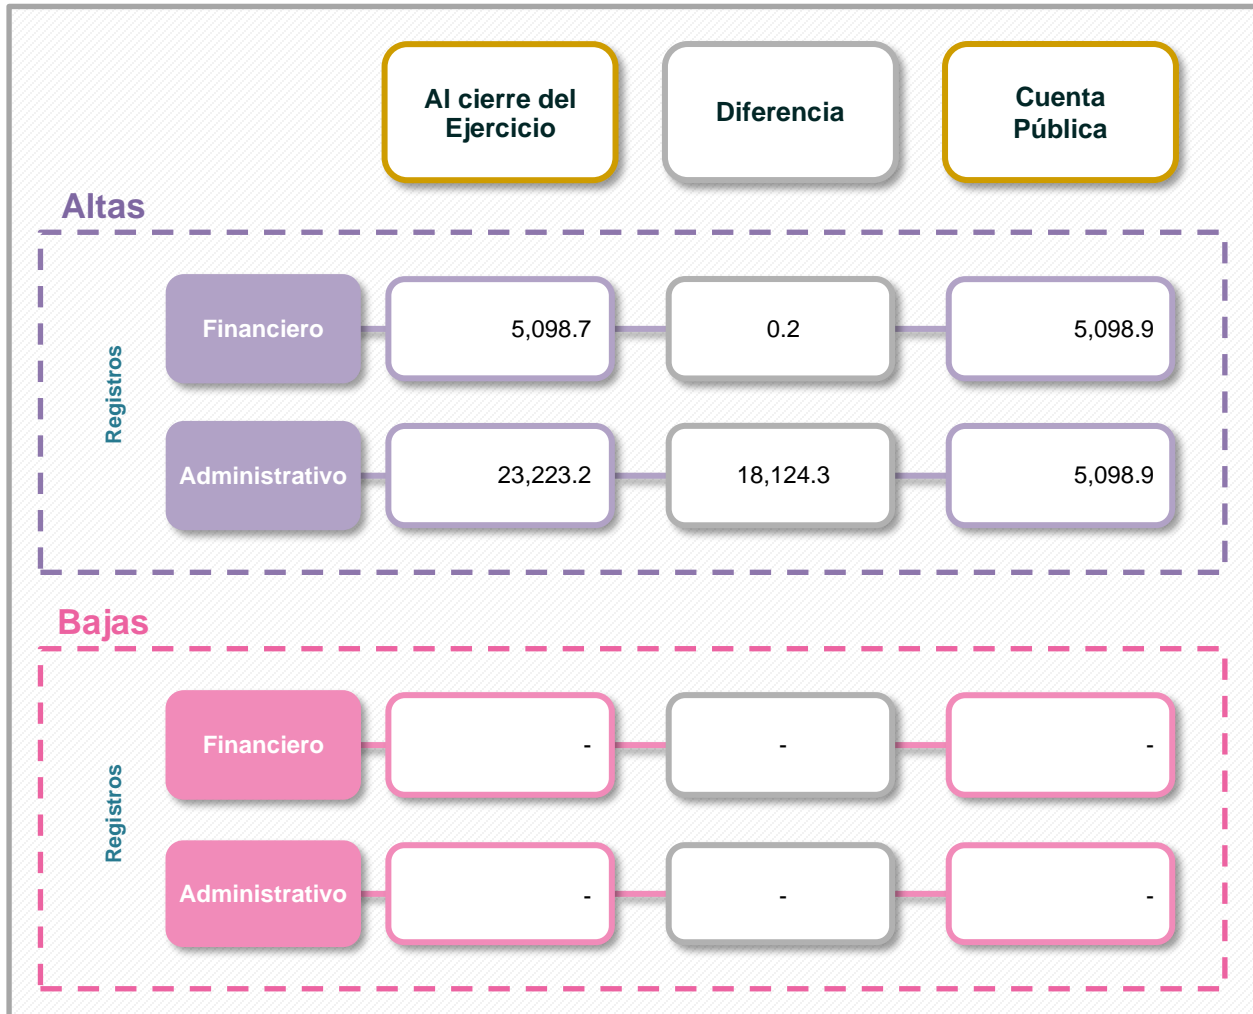 Al cierre del
Ejercicio
Diferencia
Cuenta
Pública
Altas
Registros
Financiero
5,098.7
0.2
5,098.9
Administrativo
23,223.2
18,124.3
5,098.9
Bajas
Registros
Financiero
-
-
-
Administrativo
-
-
-